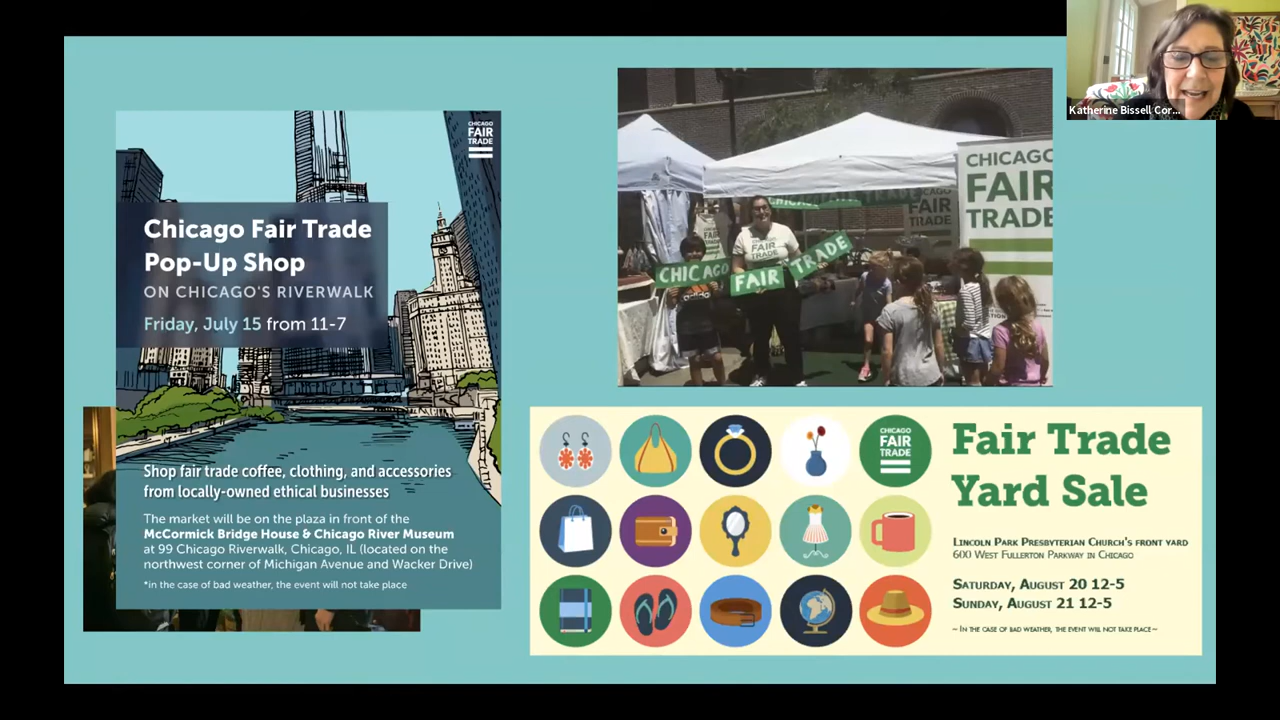 CHICAGO
FAIR
TRADE
Chicago Fair Trade
Pop-Up Shop
ON CHICAGO'S RIVERWALK
Friday, July 15 from 11-7
Shop fair trade coffee, clothing, and accessories
from locally-owned ethical businesses
The market will be on the plaza in front of the
McCormick Bridge House & Chicago River Museum
at 99 Chicago Riverwalk, Chicago, IL (located on the
northwest corner of Michigan Avenue and Wacker Drive)
*in the case of bad weather, the event will not take place
CHICAGO
FAIR
TRADE
CHICAGO
FAIR
TRADE
CHICAGO
FAIR
TRADE
FAIR
TRADE
Katherine Bissell Cor...
CHICAGO
FAIR
TRADE
Fair Trade
Yard Sale
LINCOLN PARK PRESBYTERIAN CHURCH'S FRONT YARD
600 WEST FULLERTON PARKWAY IN CHICAGO
SATURDAY, AUGUST 20 12-5
SUNDAY, AUGUST 21 12-5
~ IN THE CASE OF BAD WEATHER, THE EVENT WILL NOT TAKE PLACE ~